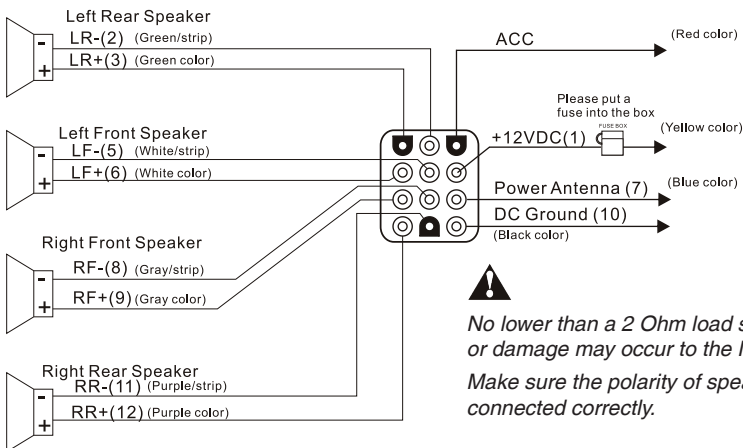 Left Rear Speaker
LR-(2) (Green/strip)
LR+(3) (Green color)
Left Front Speaker
LF-(5) (White/strip)
LF+(6) (White color)
Right Front Speaker
RF-(8) (Gray/strip)
RF+(9) (Gray color)
Right Rear Speaker
RR-(11) (Purple/strip)
RR+(12) (Purple color)
ACC (Red color)
Please put a
fuse into the box
FUSE BOX
+12VDC(1) (Yellow color)
Power Antenna (7) (Blue color)
DC Ground (10)
(Black color)
No lower than a 2 Ohm load
or damage may occur to the
Make sure the polarity of
connected correctly.